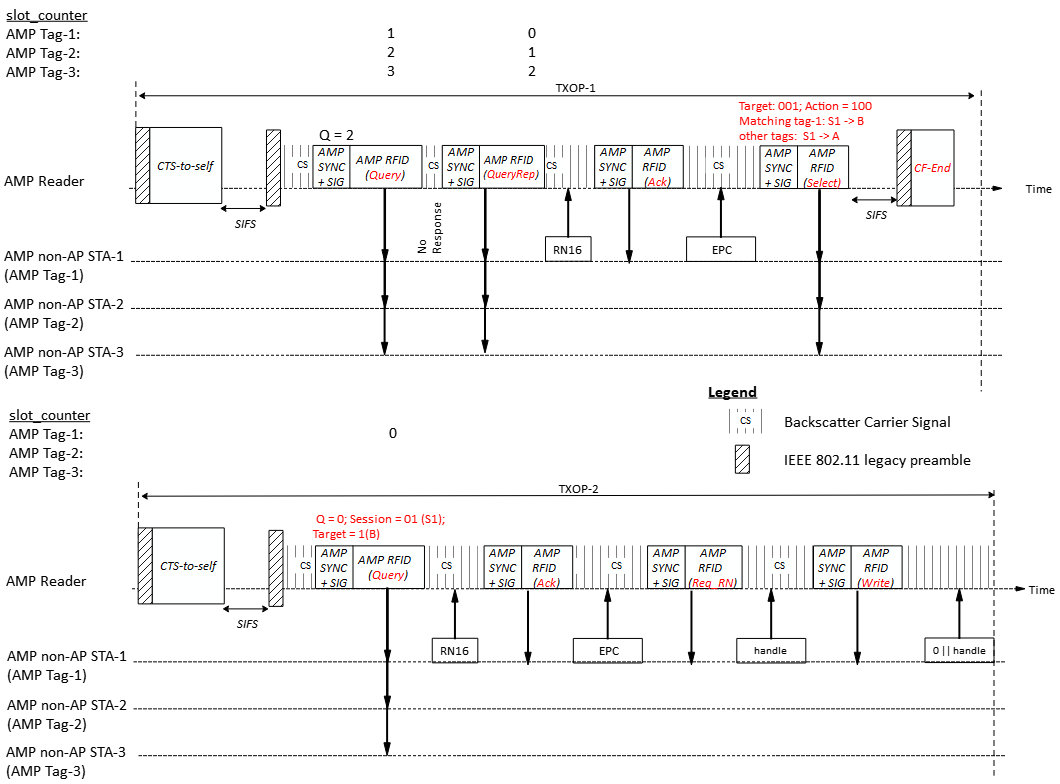 slot_counter
AMP Tag-1: 1 0
AMP Tag-2: 2 1
AMP Tag-3: 3 2
TXOP-1
Target: 001; Action = 100
Matching tag-1: S1 -> B
other tags: S1 -> A
Q = 2
CTS-to-self
CS
AMP SYNC + SIG
AMP RFID (Query)
CS
AMP SYNC + SIG
AMP RFID (QueryRep)
CS
AMP SYNC + SIG
AMP RFID (Ack)
CS
AMP SYNC + SIG
AMP RFID (Select)
CF-End
AMP Reader
Time
SIFS
SIFS
No Response
RN16
EPC
AMP non-AP STA-1
(AMP Tag-1)
AMP non-AP STA-2
(AMP Tag-2)
AMP non-AP STA-3
(AMP Tag-3)
Legend
CS Backscatter Carrier Signal
IEEE 802.11 legacy preamble
slot_counter
AMP Tag-1: 0
AMP Tag-2:
AMP Tag-3:
TXOP-2
Q = 0; Session = 01 (S1);
Target = 1(B)
CTS-to-self
CS
AMP SYNC + SIG
AMP RFID (Query)
CS
AMP SYNC + SIG
AMP RFID (Ack)
CS
AMP SYNC + SIG
AMP RFID (Req_RN)
CS
AMP SYNC + SIG
AMP RFID (Write)
AMP Reader
Time
SIFS
RN16
EPC
handle
0 || handle
AMP non-AP STA-1
(AMP Tag-1)
AMP non-AP STA-2
(AMP Tag-2)
AMP non-AP STA-3
(AMP Tag-3)